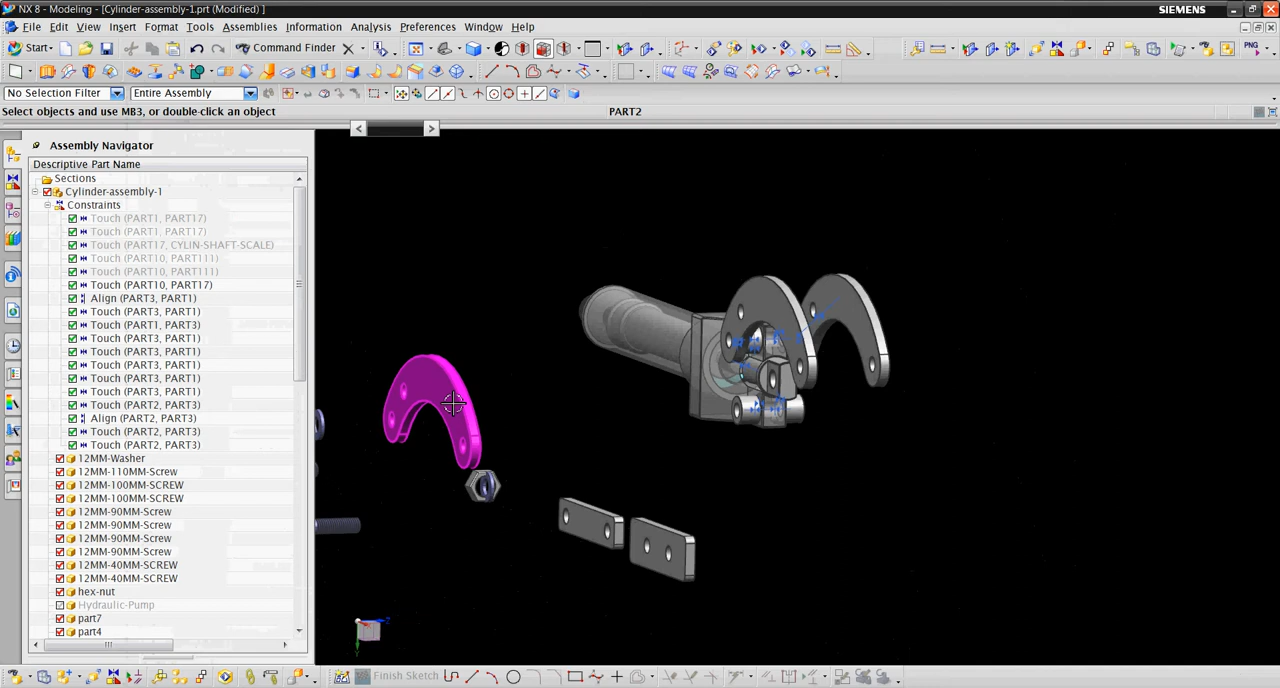 NX 8 - Modeling - [Cylinder-assembly-1.prt (Modified) ]
SIEMENS
File Edit View Insert Format Tools Assemblies Information Analysis Preferences Window Help
Start Command Finder PNG
No Selection Filter Entire Assembly
Select objects and use MB3, or double-click an object PART2
Assembly Navigator
Descriptive Part Name
Sections
Cylinder-assembly-1
Constraints
Touch (PART1, PART17)
Touch (PART1, PART17)
Touch (PART17, CYLIN-SHAFT-SCALE)
Touch (PART10, PART111)
Touch (PART10, PART111)
Touch (PART10, PART17)
Align (PART3, PART1)
Touch (PART3, PART1)
Touch (PART1, PART3)
Touch (PART3, PART1)
Touch (PART3, PART1)
Touch (PART3, PART1)
Touch (PART3, PART1)
Touch (PART3, PART1)
Touch (PART2, PART3)
Align (PART2, PART3)
Touch (PART2, PART3)
Touch (PART2, PART3)
12MM-Washer
12MM-110MM-Screw
12MM-100MM-SCREW
12MM-100MM-SCREW
12MM-90MM-Screw
12MM-90MM-Screw
12MM-90MM-Screw
12MM-90MM-Screw
12MM-40MM-SCREW
12MM-40MM-SCREW
hex-nut
Hydraulic-Pump
part7
part4
Finish Sketch